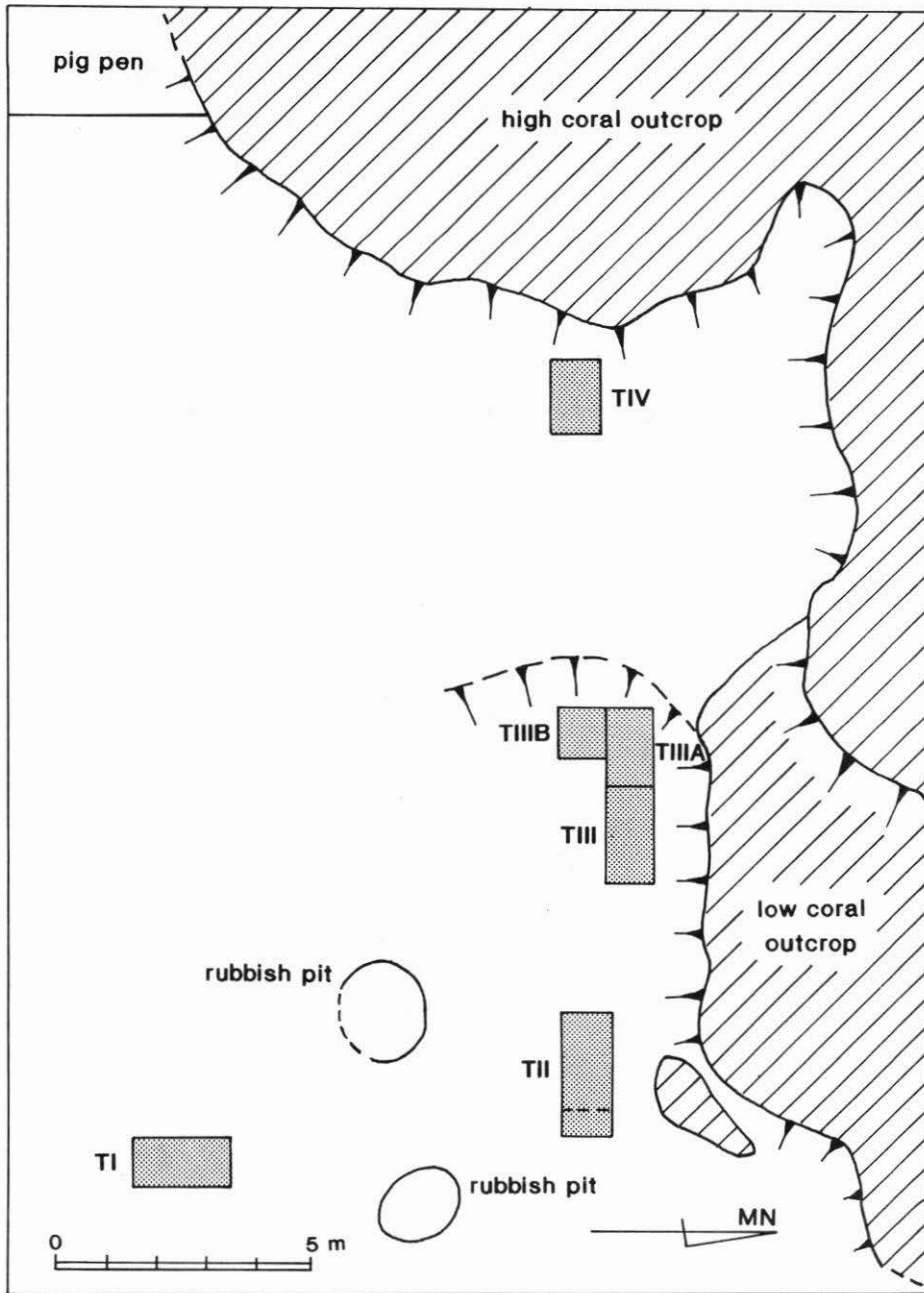 pig pen
high coral outcrop
TIV
TIIIB
TIIIA
TIII
low coral
outcrop
rubbish pit
TII
TI
rubbish pit
MN
0
5 m